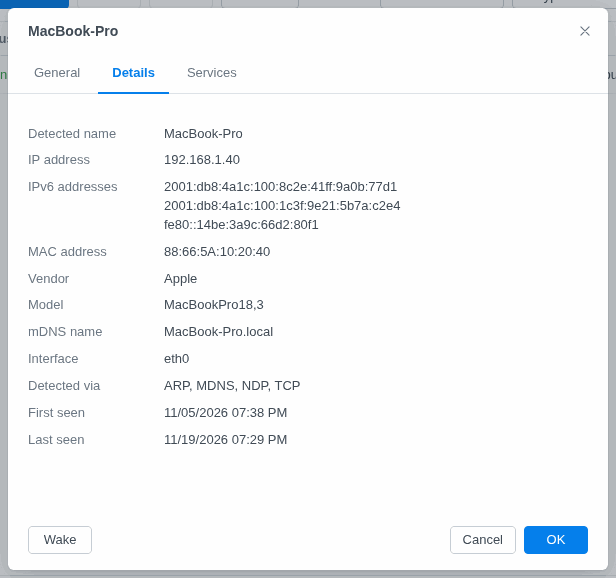 MacBook-Pro
General Details Services
Detected name MacBook-Pro
IP address 192.168.1.40
IPv6 addresses 2001:db8:4a1c:100:8c2e:41ff:9a0b:77d1
2001:db8:4a1c:100:1c3f:9e21:5b7a:c2e4
fe80::14be:3a9c:66d2:80f1
MAC address 88:66:5A:10:20:40
Vendor Apple
Model MacBookPro18,3
mDNS name MacBook-Pro.local
Interface eth0
Detected via ARP, MDNS, NDP, TCP
First seen 11/05/2026 07:38 PM
Last seen 11/19/2026 07:29 PM
Wake Cancel OK